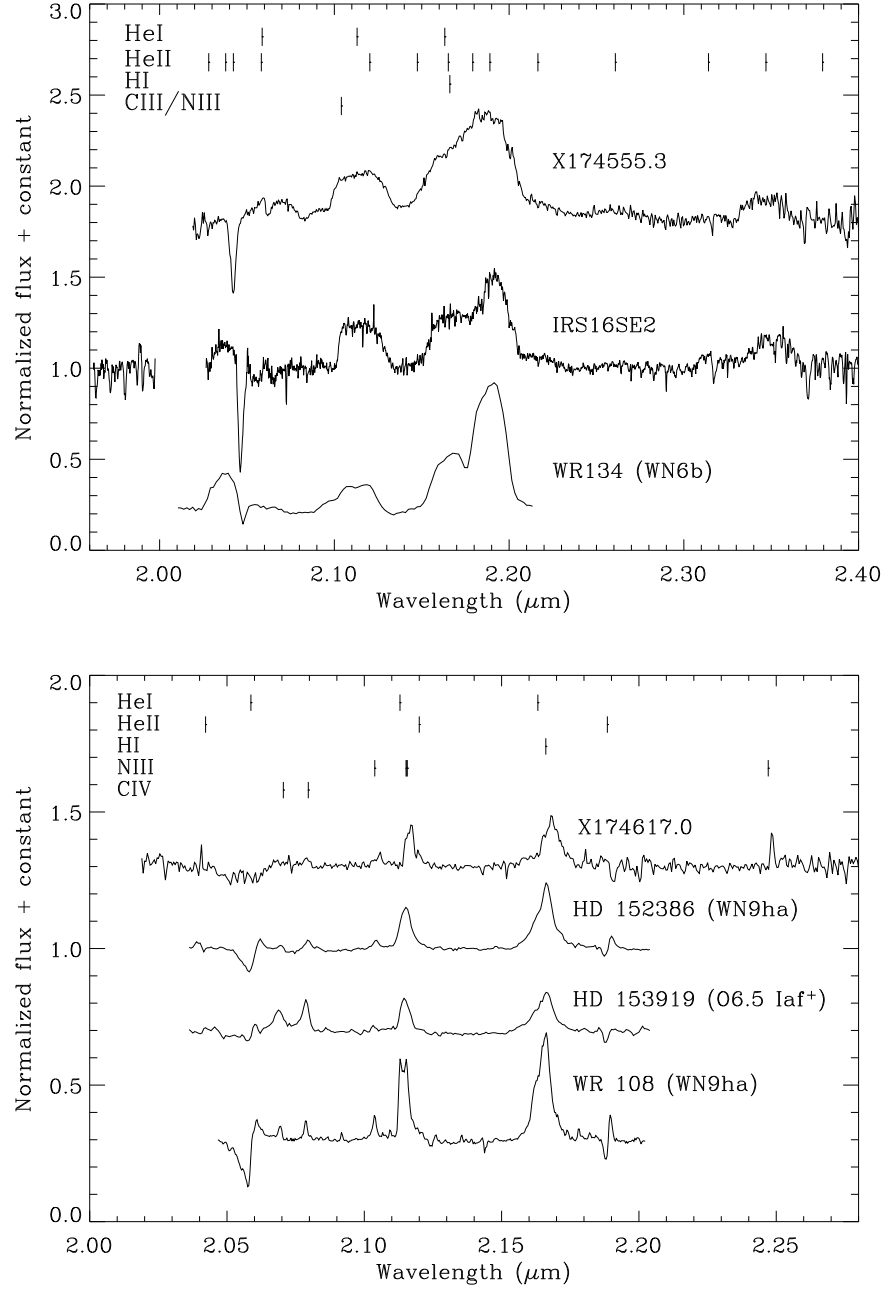 3.0
HeI
HeII
HI
2.5
CIII/NIII
X174555.3
2.0
1.5
IRS16SE2
1.0
0.5
WR134 (WN6b)
0.0
2.00 2.10 2.20 2.30 2.40
Wavelength (μm)
Normalized flux + constant
2.0
HeI
HeII
HI
NIII
CIV
1.5
X174617.0
HD 152386 (WN9ha)
1.0
HD 153919 (O6.5 Iaf⁺)
0.5
WR 108 (WN9ha)
0.0
2.00 2.05 2.10 2.15 2.20 2.25
Wavelength (μm)
Normalized flux + constant